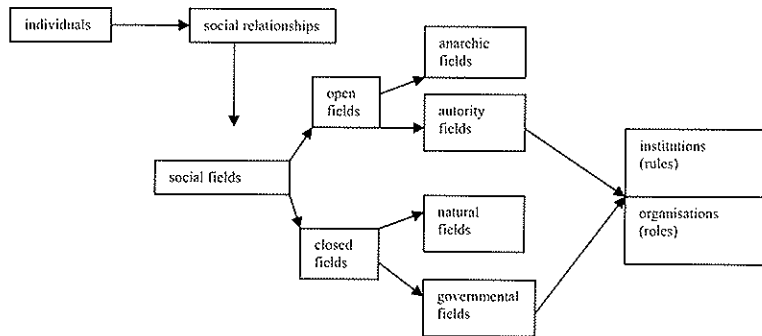 individuals
social relationships
anarchic
fields
open
fields
autority
fields
institutions
(rules)
social fields
organisations
(roles)
natural
fields
closed
fields
governmental
fields